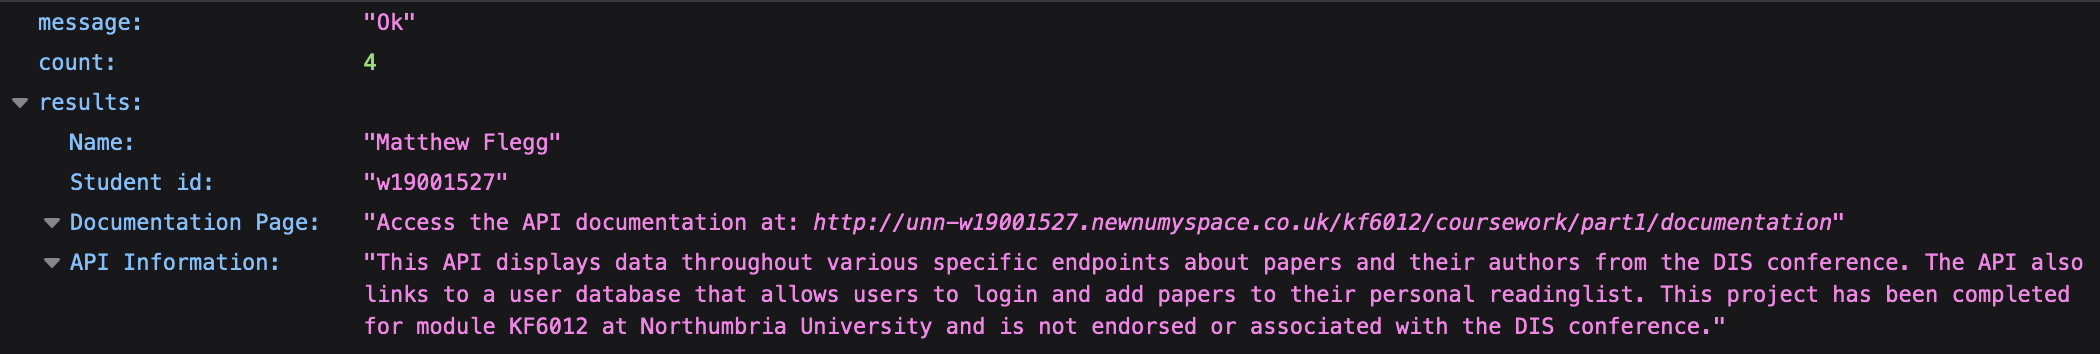 message: "Ok"
count: 4
results:
Name: "Matthew Flegg"
Student id: "w19001527"
Documentation Page: "Access the API documentation at: http://unn-w19001527.newnumyspace.co.uk/kf6012/coursework/part1/documentation"
API Information: "This API displays data throughout various specific endpoints about papers and their authors from the DIS conference. The API also
links to a user database that allows users to login and add papers to their personal readinglist. This project has been completed
for module KF6012 at Northumbria University and is not endorsed or associated with the DIS conference."